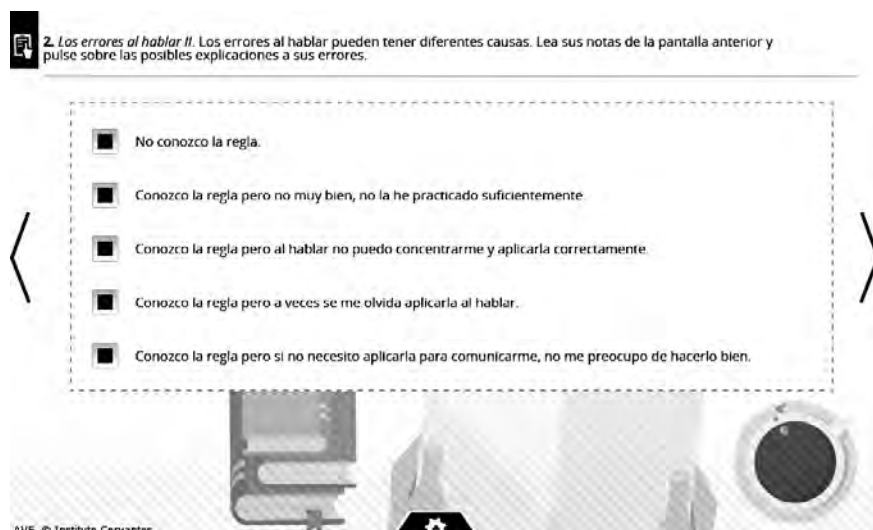 2. Los errores al hablar II. Los errores al hablar pueden tener diferentes causas. Lea sus notas de la pantalla anterior y
pulse sobre las posibles explicaciones a sus errores.
No conozco la regla.
Conozco la regla pero no muy bien, no la he practicado suficientemente
Conozco la regla pero al hablar no puedo concentrarme y aplicarla correctamente.
Conozco la regla pero a veces se me olvida aplicarla al hablar.
Conozco la regla pero si no necesito aplicarla para comunicarme, no me preocupo de hacerlo bien.
AVE. © Instituto Cervantes